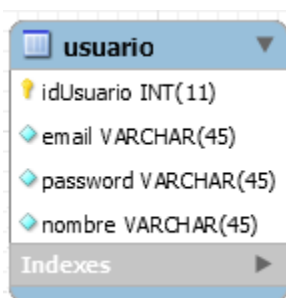 usuario
idUsuario INT(11)
email VARCHAR(45)
password VARCHAR(45)
nombre VARCHAR(45)
Indexes